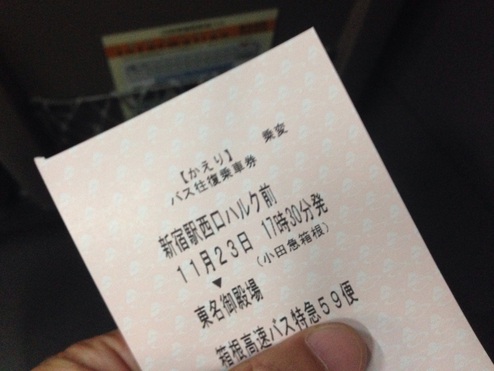 乗変
【かえり】
バス往復乗車券
新宿駅西口ハルク前
11月23日 17時30分発
▼ (小田急箱根)
東名御殿場
箱根高速バス特急59便